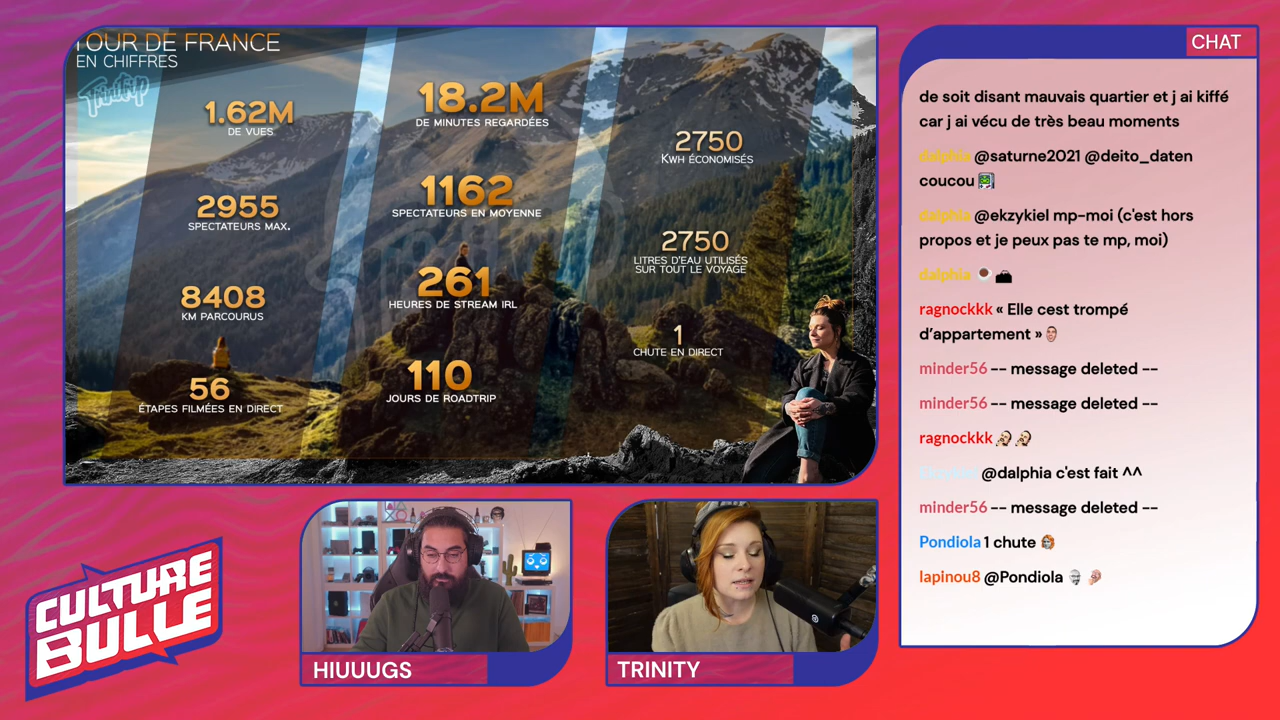 TOUR DE FRANCE
EN CHIFFRES
Trinitrip
1.62M
DE VUES
2955
SPECTATEURS MAX.
8408
KM PARCOURUS
56
ÉTAPES FILMÉES EN DIRECT
18.2M
DE MINUTES REGARDÉES
1162
SPECTATEURS EN MOYENNE
261
HEURES DE STREAM IRL
110
JOURS DE ROADTRIP
2750
KWH ÉCONOMISÉS
2750
LITRES D'EAU UTILISÉS
SUR TOUT LE VOYAGE
1
CHUTE EN DIRECT
CHAT
de soit disant mauvais quartier et j ai kiffé
car j ai vécu de très beau moments
dalphia @saturne2021 @deito_daten
coucou
dalphia @ekzykiel mp-moi (c'est hors
propos et je peux pas te mp, moi)
dalphia
ragnockkk « Elle cest trompé
d’appartement »
minder56 -- message deleted --
minder56 -- message deleted --
ragnockkk
@dalphia c'est fait ^^
minder56 -- message deleted --
Pondiola 1 chute
lapinou8 @Pondiola
CULTURE
BULLE
HIUUUGS
TRINITY